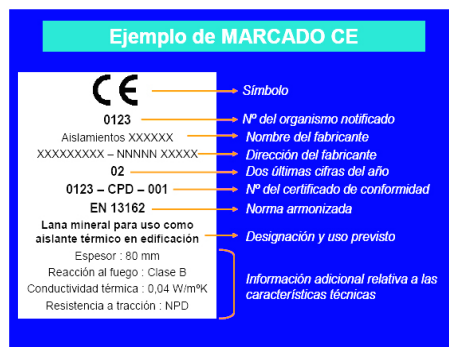 Ejemplo de MARCADO CE
CE
Símbolo
0123
Nº del organismo notificado
Aislamientos XXXXXX
Nombre del fabricante
XXXXXXXXX – NNNNN XXXXX
Dirección del fabricante
02
Dos últimas cifras del año
0123 – CPD – 001
Nº del certificado de conformidad
EN 13162
Norma armonizada
Lana mineral para uso como
aislante térmico en edificación
Designación y uso previsto
Espesor : 80 mm
Reacción al fuego : Clase B
Conductividad térmica : 0,04 W/mºK
Resistencia a tracción : NPD
Información adicional relativa a las
características técnicas